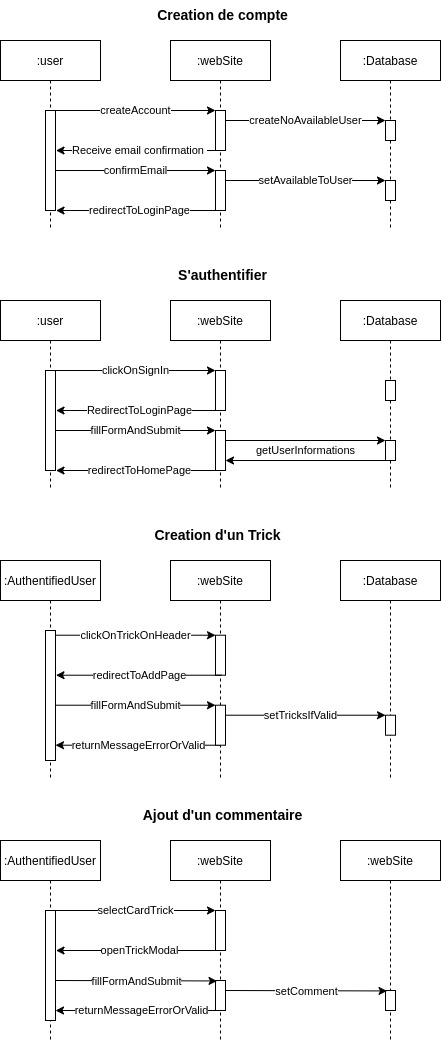 Creation de compte
:user
:webSite
:Database
createAccount
createNoAvailableUser
Receive email confirmation
confirmEmail
setAvailableToUser
redirectToLoginPage
S'authentifier
:user
:webSite
:Database
clickOnSignIn
RedirectToLoginPage
fillFormAndSubmit
getUserInformations
redirectToHomePage
Creation d'un Trick
:AuthentifiedUser
:webSite
:Database
clickOnTrickOnHeader
redirectToAddPage
fillFormAndSubmit
setTricksIfValid
returnMessageErrorOrValid
Ajout d'un commentaire
:AuthentifiedUser
:webSite
:webSite
selectCardTrick
openTrickModal
fillFormAndSubmit
setComment
returnMessageErrorOrValid